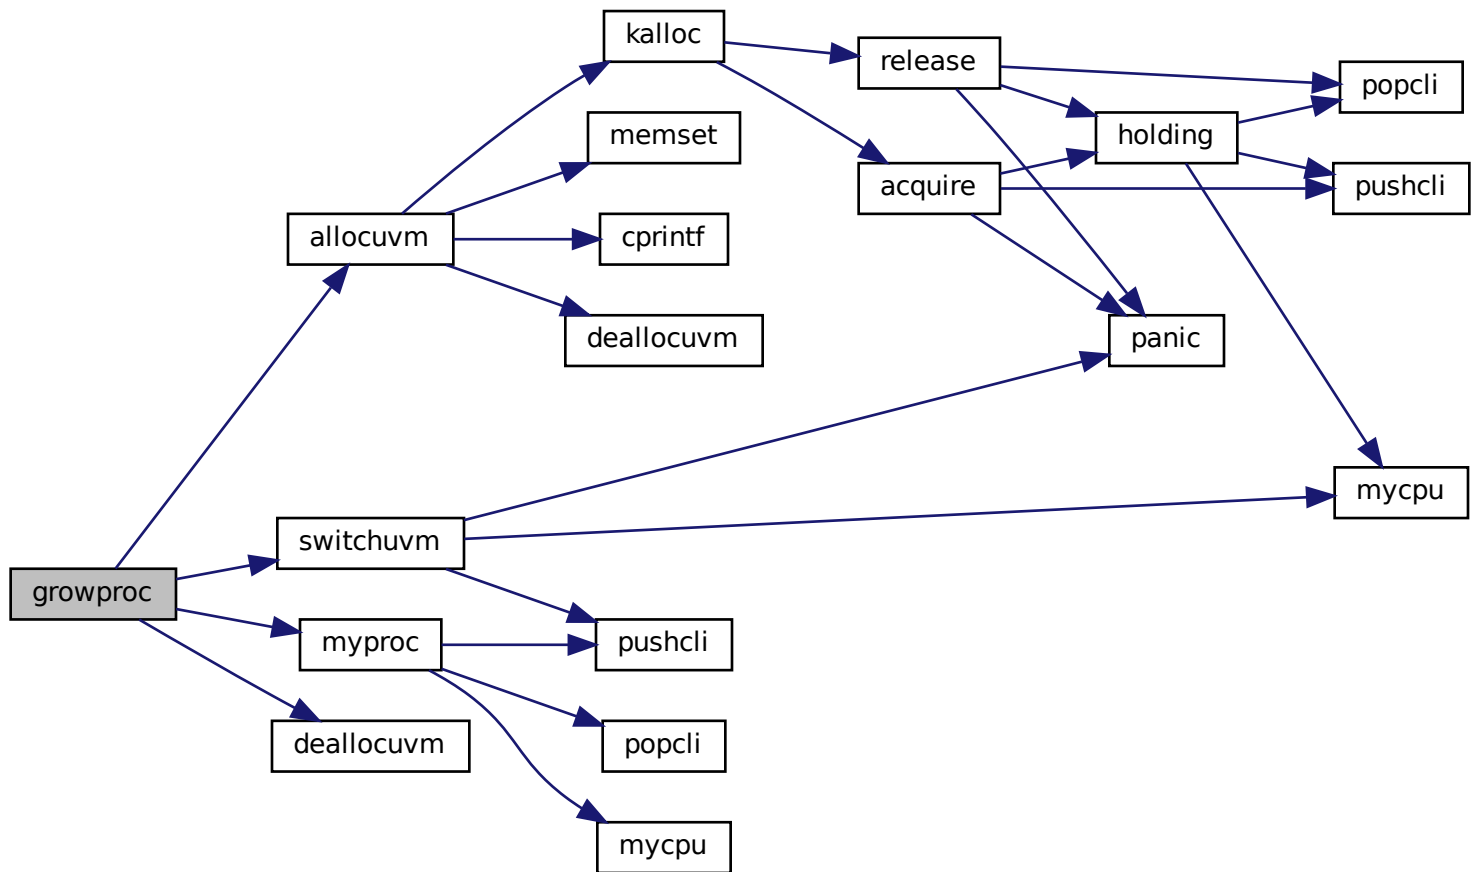 kalloc
release
popcli
memset
holding
acquire
pushcli
allocuvm
cprintf
deallocuvm
panic
mycpu
switchuvm
growproc
myproc
pushcli
deallocuvm
popcli
mycpu